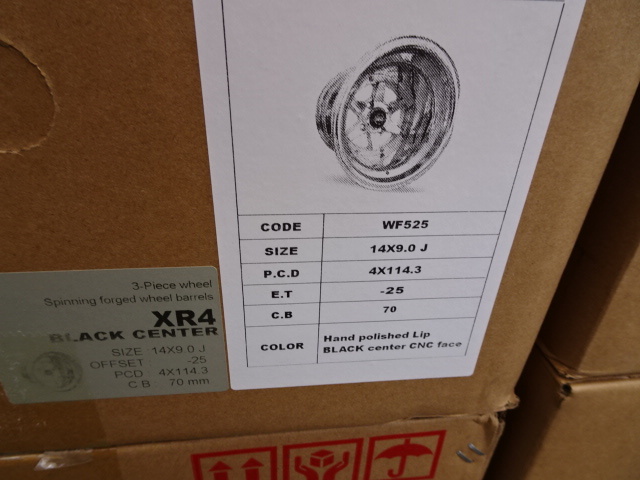 CODE WF525
SIZE 14X9.0 J
P.C.D 4X114.3
E.T -25
C.B 70
COLOR Hand polished Lip
BLACK center CNC face
3-Piece wheel
Spinning forged wheel barrels
XR4
BLACK CENTER
SIZE 14X9.0 J
OFFSET -25
PCD 4X114.3
C.B 70 mm